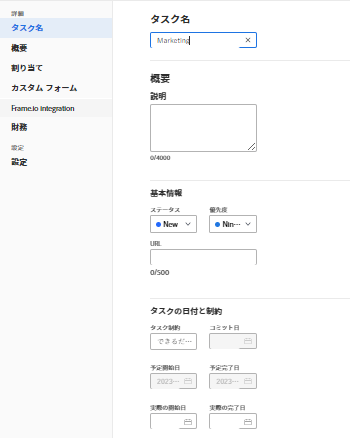 詳細
タスク名
概要
割り当て
カスタム フォーム
Frame.io integration
財務
設定
設定
タスク名
Marketing
概要
説明
0/4000
基本情報
ステータス
優先度
New
Nin···
URL
0/500
タスクの日付と制約
タスク制約
コミット日
できるだ···
予定開始日
予定完了日
2023···
2023···
実際の開始日
実際の完了日